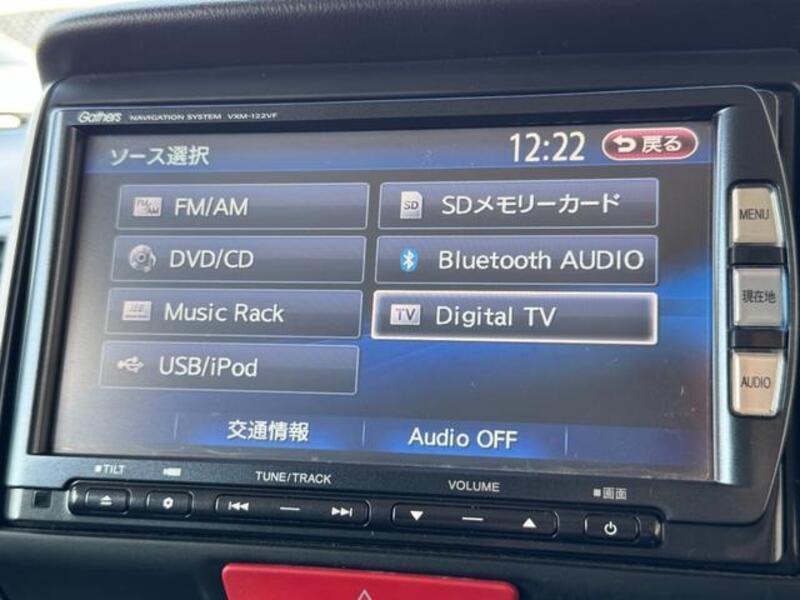 Gathers NAVIGATION SYSTEM VXM-122VF
ソース選択 12:22 戻る
FM/AM
SD SDメモリーカード
DVD/CD
Bluetooth AUDIO
Music Rack
TV Digital TV
USB/iPod
交通情報 Audio OFF
MENU
現在地
AUDIO
TILT
TUNE/TRACK
VOLUME
画面